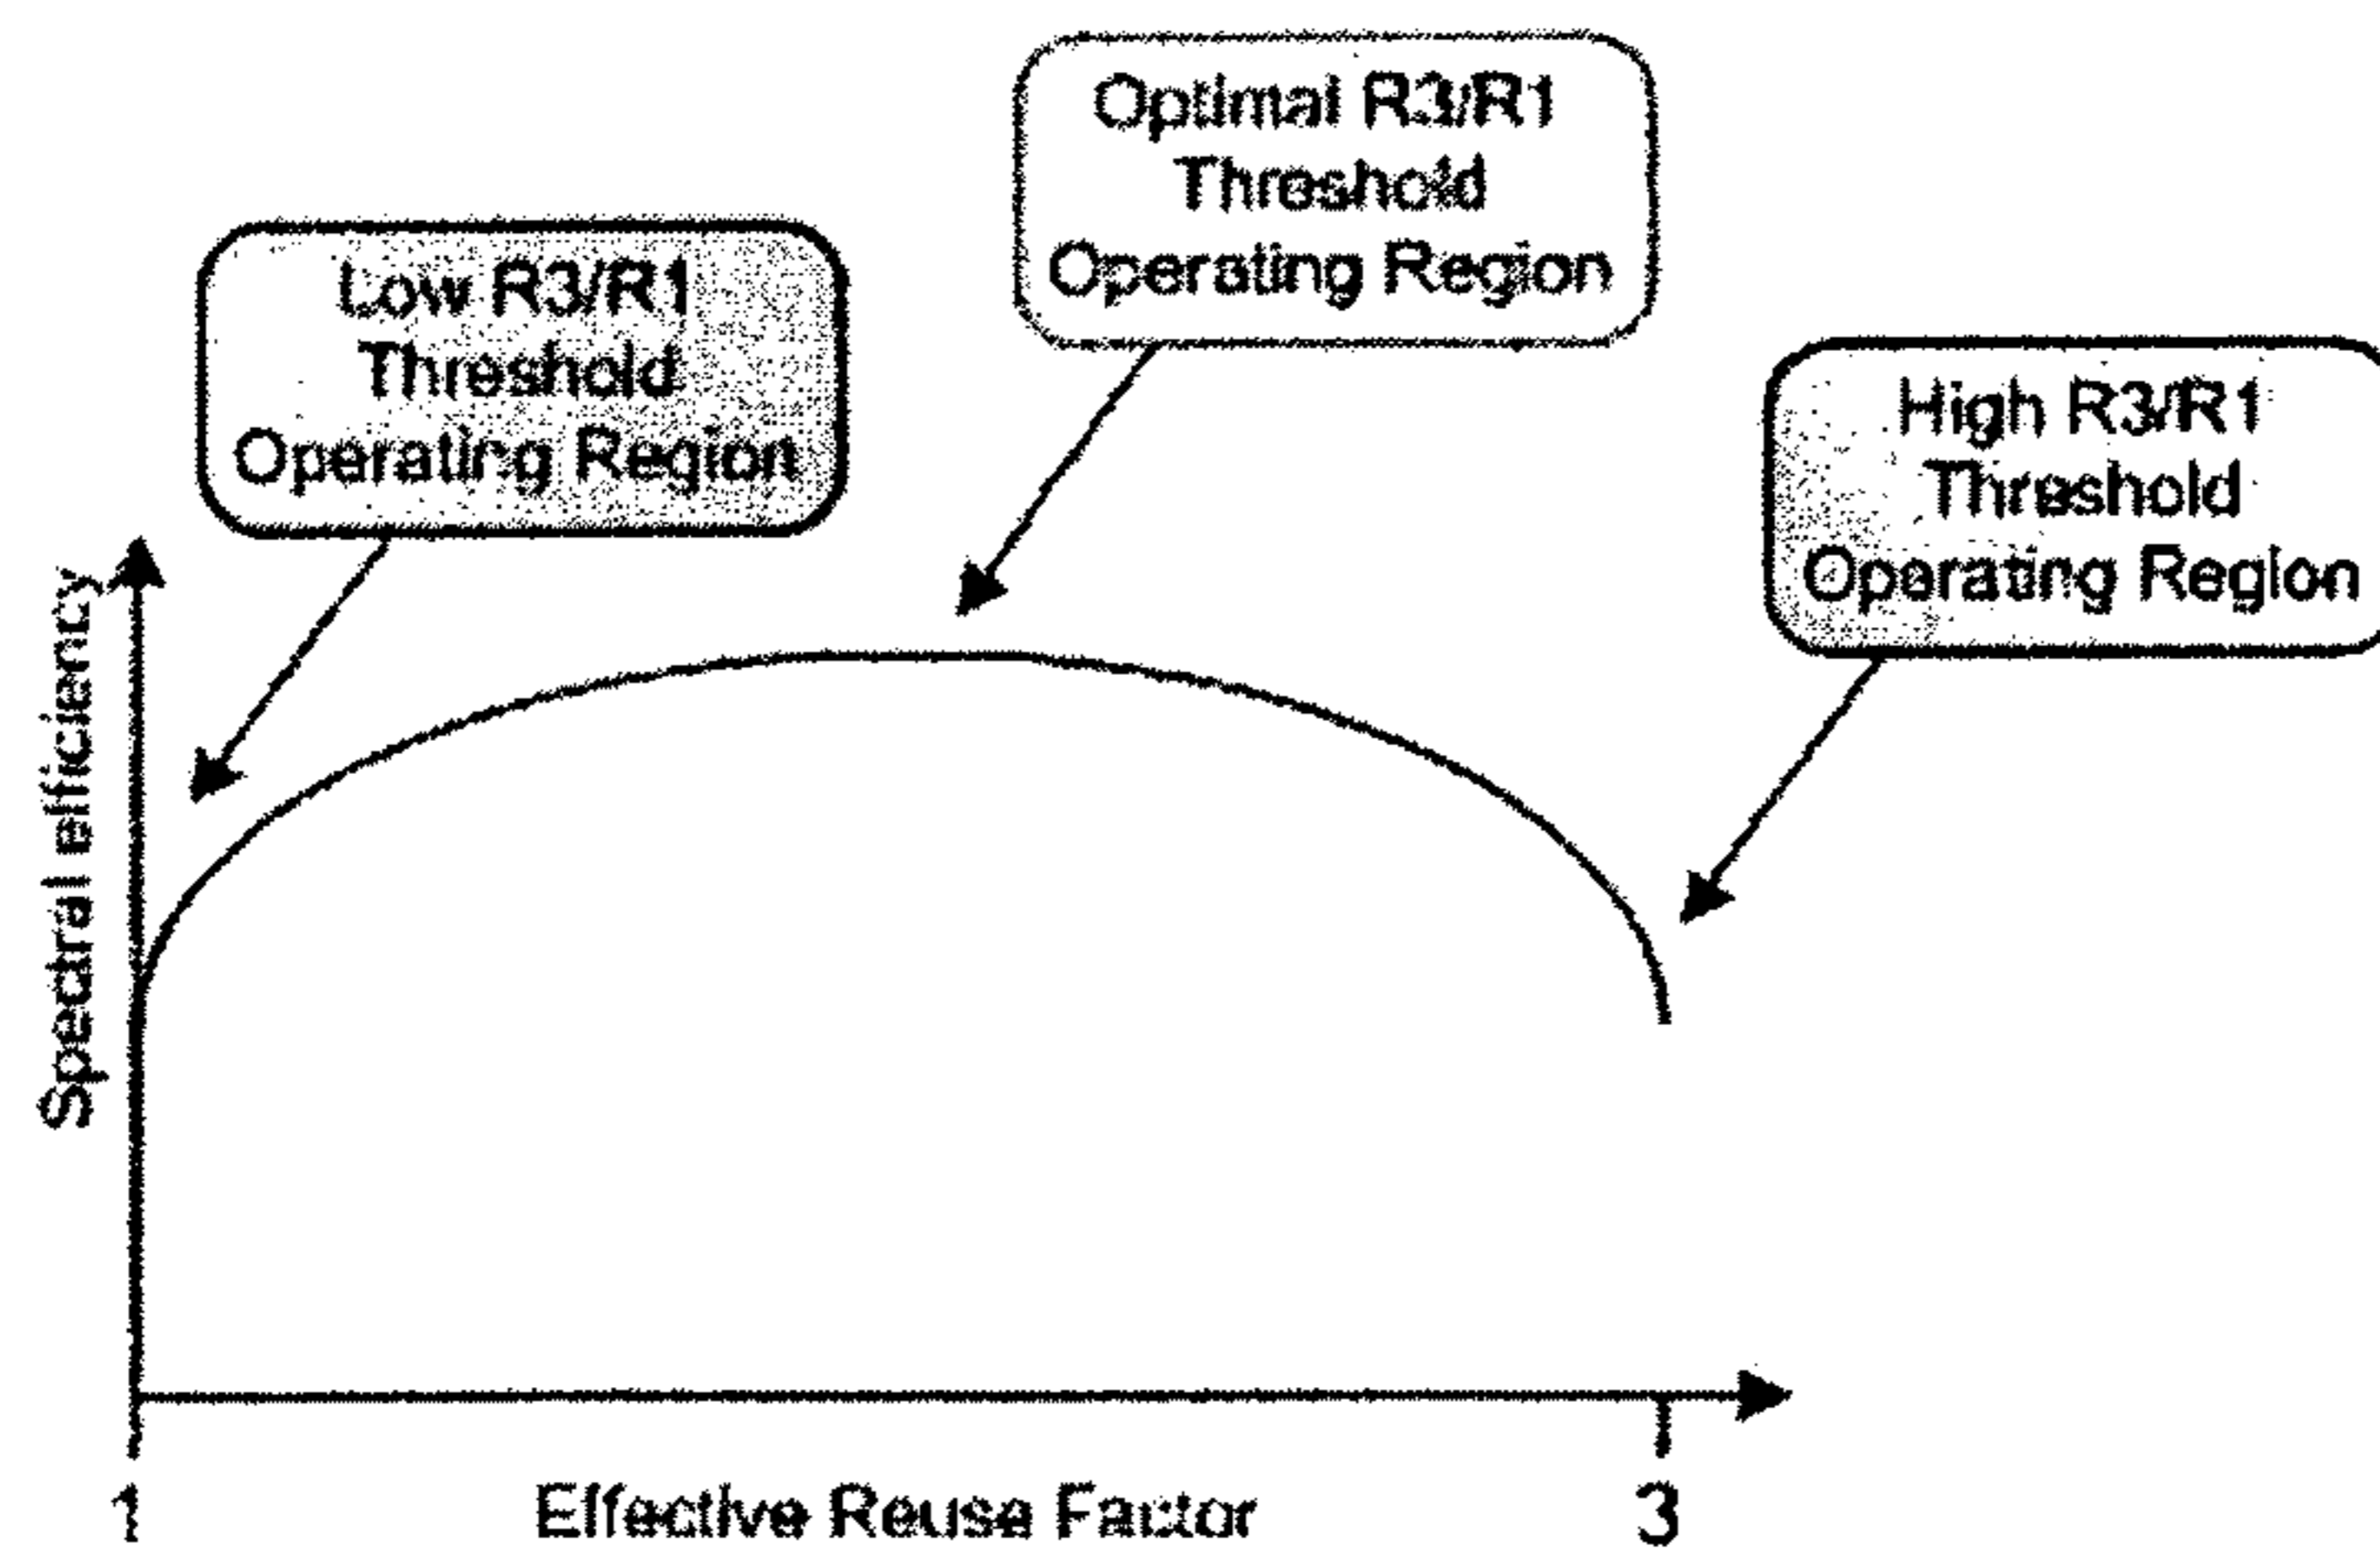 Optimal R3/R1
Threshold
Operating Region
Low R3/R1
Threshold
Operating Region
High R3/R1
Threshold
Operating Region
Spectral efficiency
1
Effective Reuse Factor
3